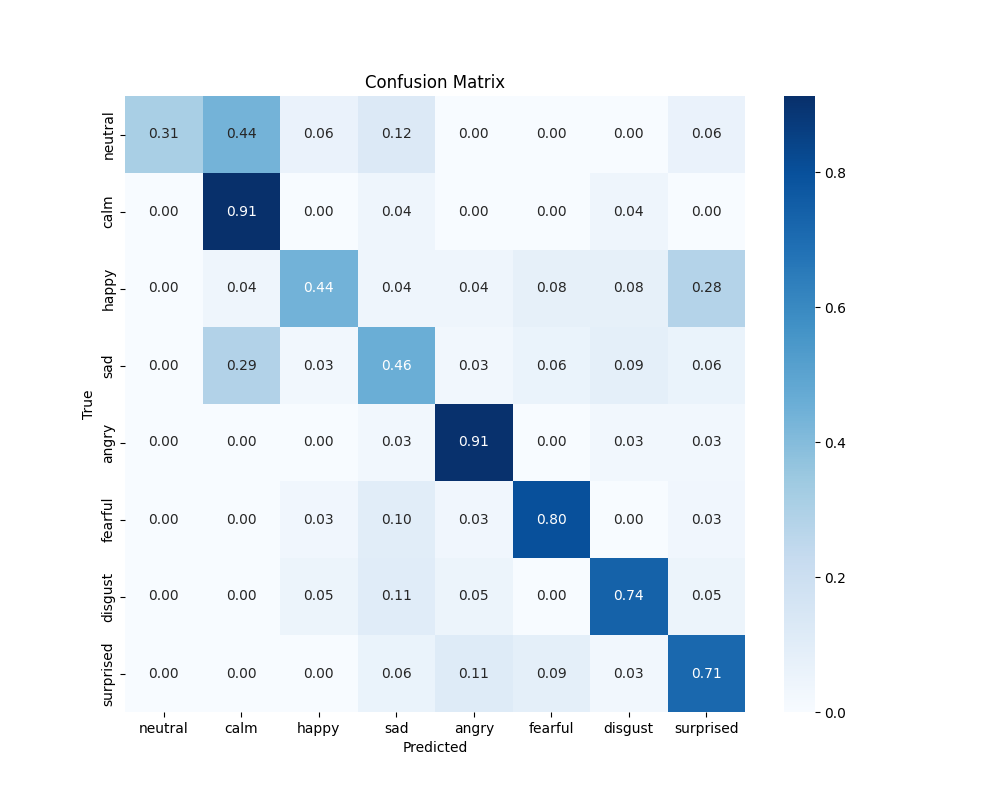 Confusion Matrix
neutral 0.31 0.44 0.06 0.12 0.00 0.00 0.00 0.06
calm 0.00 0.91 0.00 0.04 0.00 0.00 0.04 0.00
happy 0.00 0.04 0.44 0.04 0.04 0.08 0.08 0.28
sad 0.00 0.29 0.03 0.46 0.03 0.06 0.09 0.06
angry 0.00 0.00 0.00 0.03 0.91 0.00 0.03 0.03
fearful 0.00 0.00 0.03 0.10 0.03 0.80 0.00 0.03
disgust 0.00 0.00 0.05 0.11 0.05 0.00 0.74 0.05
surprised 0.00 0.00 0.00 0.06 0.11 0.09 0.03 0.71
neutral calm happy sad angry fearful disgust surprised
Predicted
True
0.8
0.6
0.4
0.2
0.0